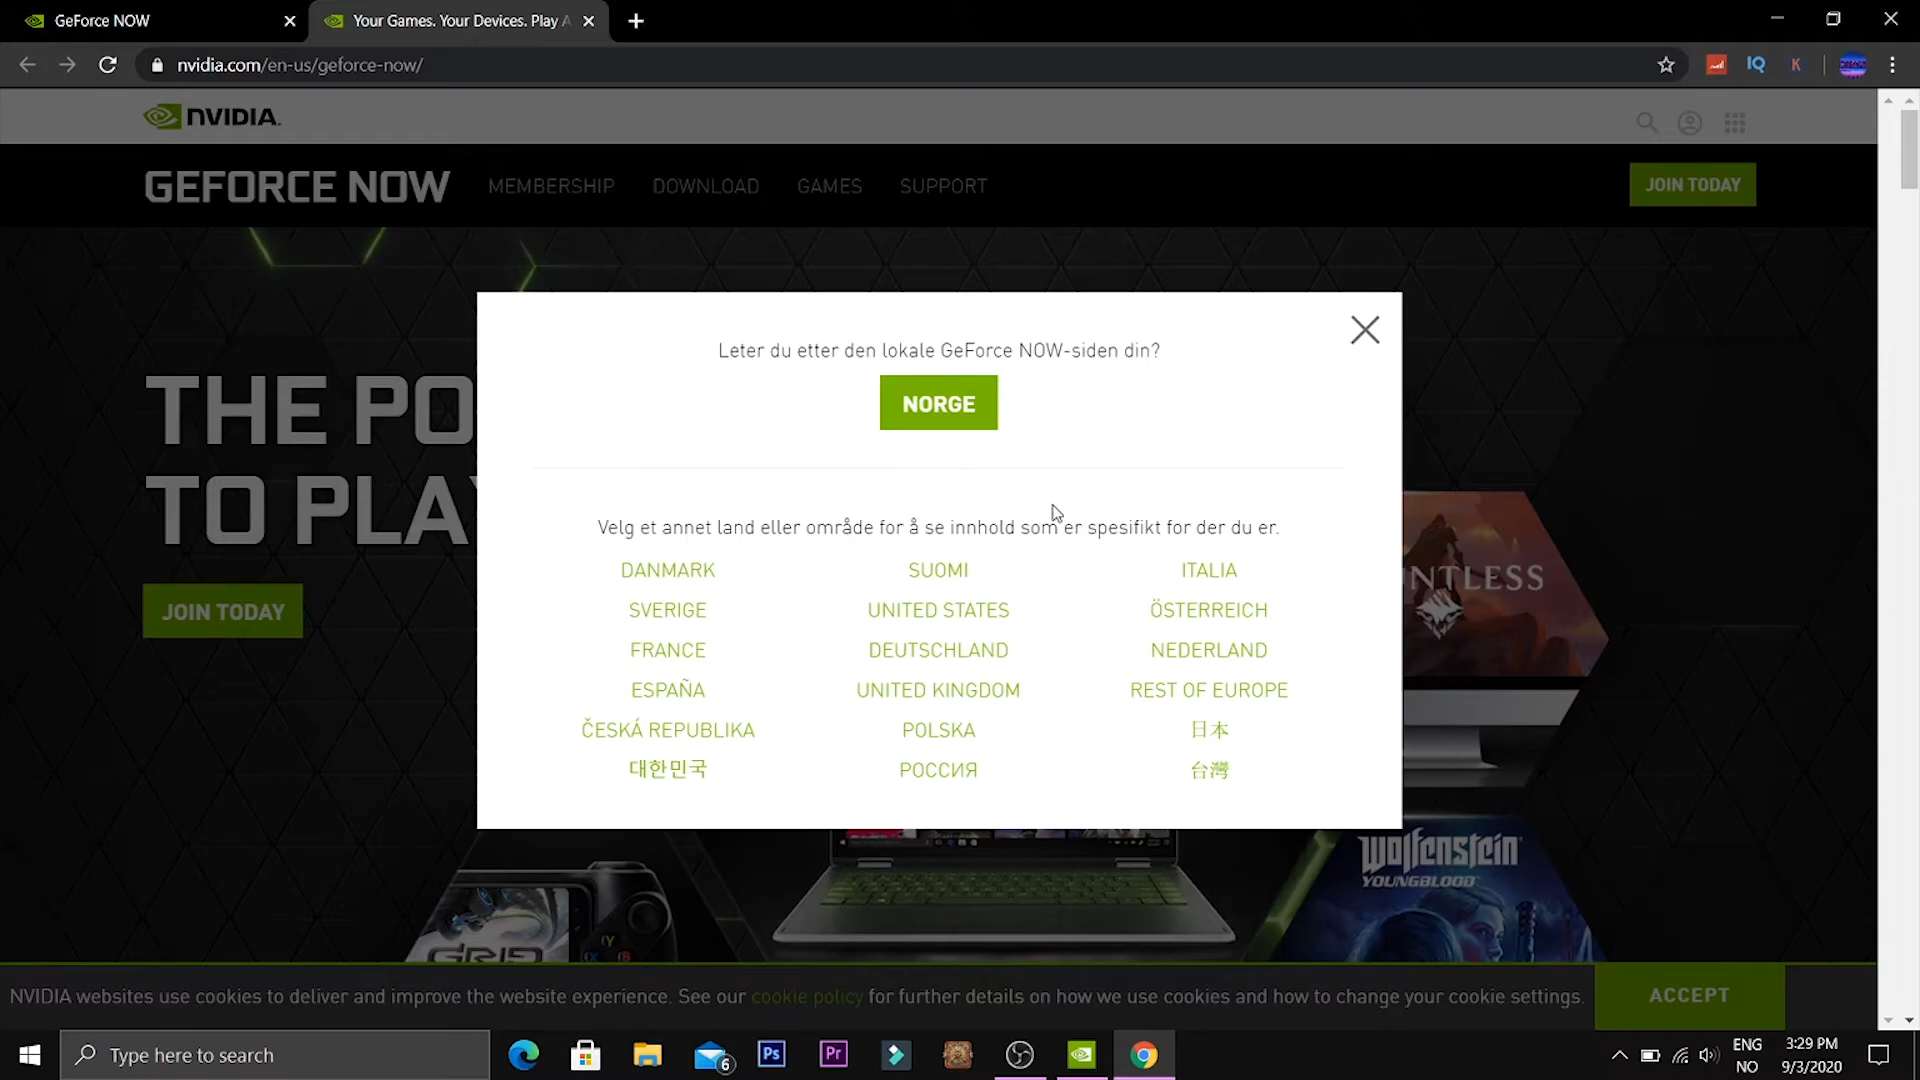 GeForce NOW
Your Games. Your Devices. Play A
nvidia.com/en-us/geforce-now/
IQ
K
NVIDIA.
GEFORCE NOW MEMBERSHIP DOWNLOAD GAMES SUPPORT JOIN TODAY
Leter du etter den lokale GeForce NOW-siden din?
NORGE
THE PO
TO PLAY
JOIN TODAY
Velg et annet land eller område for å se innhold som er spesifikt for der du er.
DANMARK SUOMI ITALIA
SVERIGE UNITED STATES ÖSTERREICH
FRANCE DEUTSCHLAND NEDERLAND
ESPAÑA UNITED KINGDOM REST OF EUROPE
ČESKÁ REPUBLIKA POLSKA 日本
대한민국 РОССИЯ 台灣
NTLESS
Wolfenstein
YOUNGBLOOD
GRID
Y
X B
NVIDIA websites use cookies to deliver and improve the website experience. See our cookie policy for further details on how we use cookies and how to change your cookie settings.
ACCEPT
Type here to search
6
Ps
Pr
ENG
NO
3:29 PM
9/3/2020